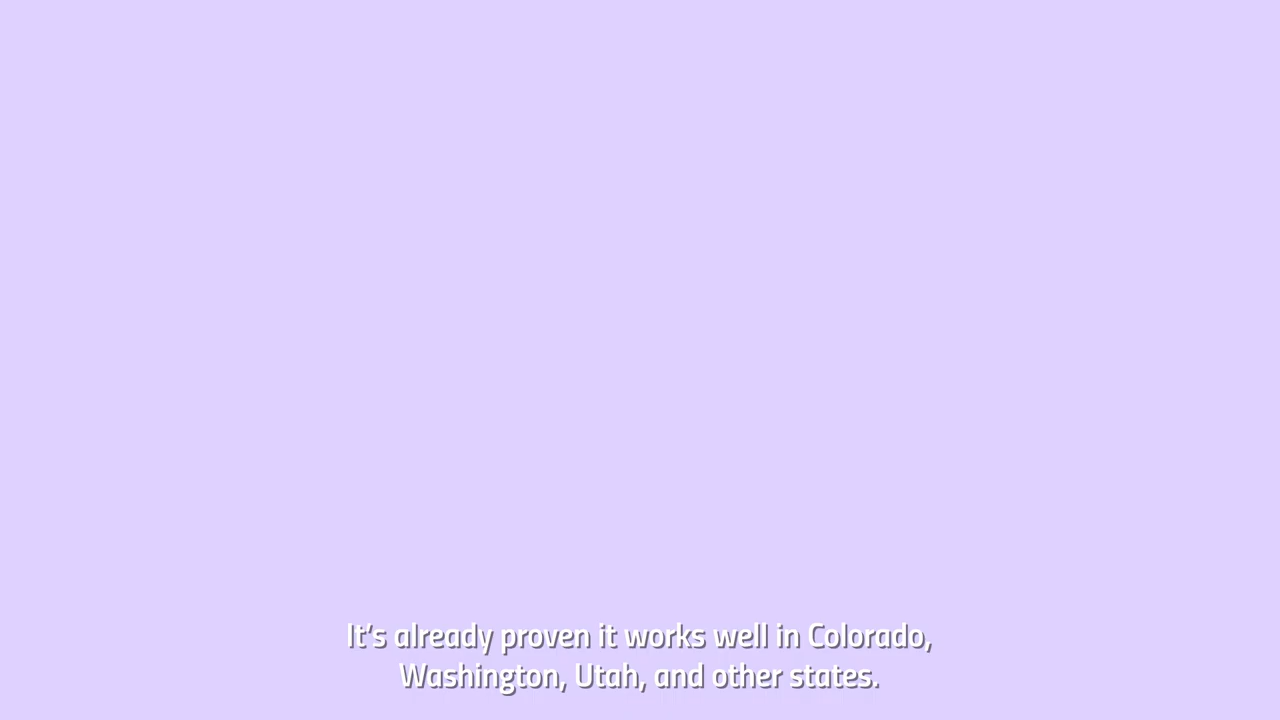 It’s already proven it works well in Colorado,
Washington, Utah, and other states.